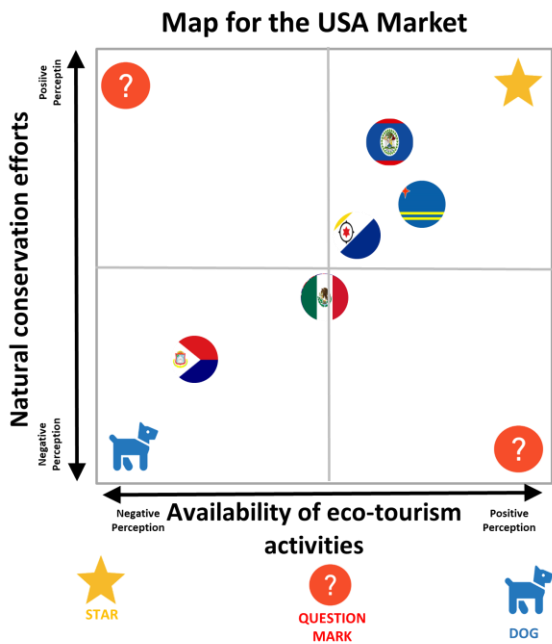 Map for the USA Market
Posiive
Perceptin
?
Natural conservation efforts
Negative
Perception
?
Negative
Perception
Availability of eco-tourism
activities
Positive
Perception
?
STAR
QUESTION
MARK
DOG